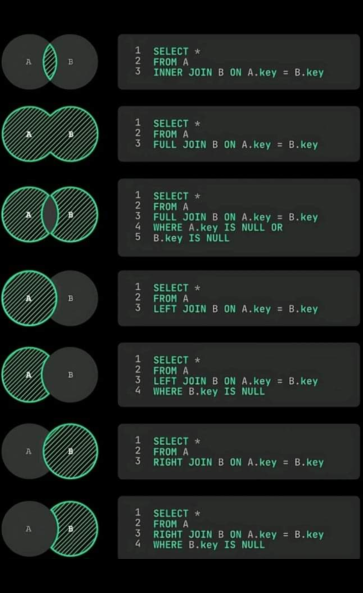 A B
1 SELECT *
2 FROM A
3 INNER JOIN B ON A.key = B.key
A B
1 SELECT *
2 FROM A
3 FULL JOIN B ON A.key = B.key
A B
1 SELECT *
2 FROM A
3 FULL JOIN B ON A.key = B.key
4 WHERE A.key IS NULL OR
5 B.key IS NULL
A B
1 SELECT *
2 FROM A
3 LEFT JOIN B ON A.key = B.key
A B
1 SELECT *
2 FROM A
3 LEFT JOIN B ON A.key = B.key
4 WHERE B.key IS NULL
A B
1 SELECT *
2 FROM A
3 RIGHT JOIN B ON A.key = B.key
A B
1 SELECT *
2 FROM A
3 RIGHT JOIN B ON A.key = B.key
4 WHERE B.key IS NULL